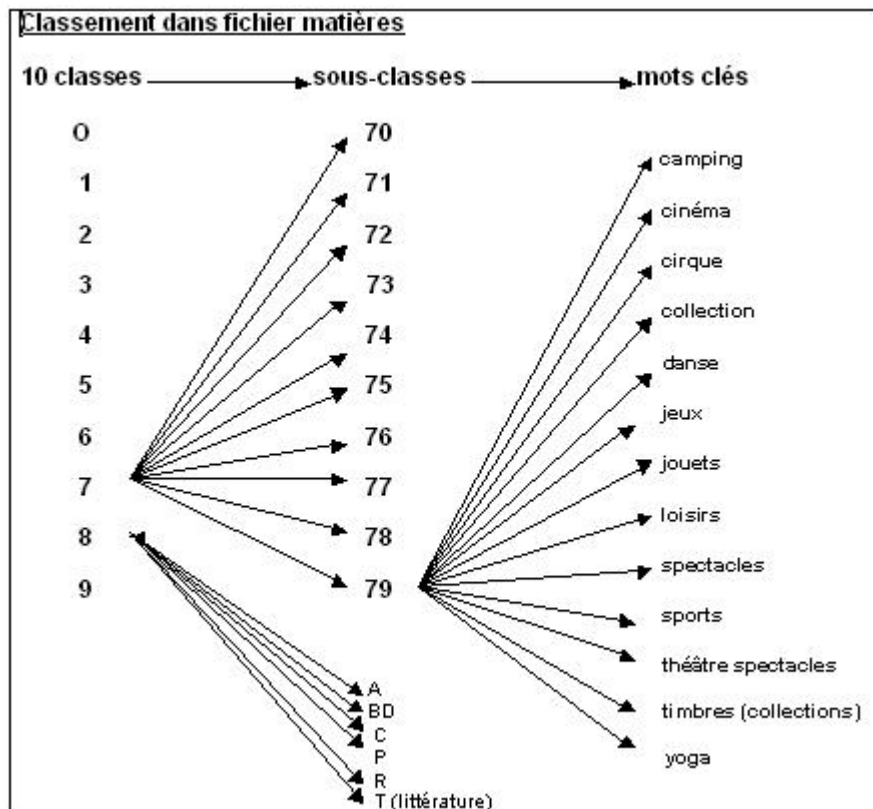 Classement dans fichier matières
10 classes sous-classes mots clés
0
1
2
3
4
5
6
7
8
9
70
71
72
73
74
75
76
77
78
79
A
BD
C
P
R
T (littérature)
camping
cinéma
cirque
collection
danse
jeux
jouets
loisirs
spectacles
sports
théâtre spectacles
timbres (collections)
yoga